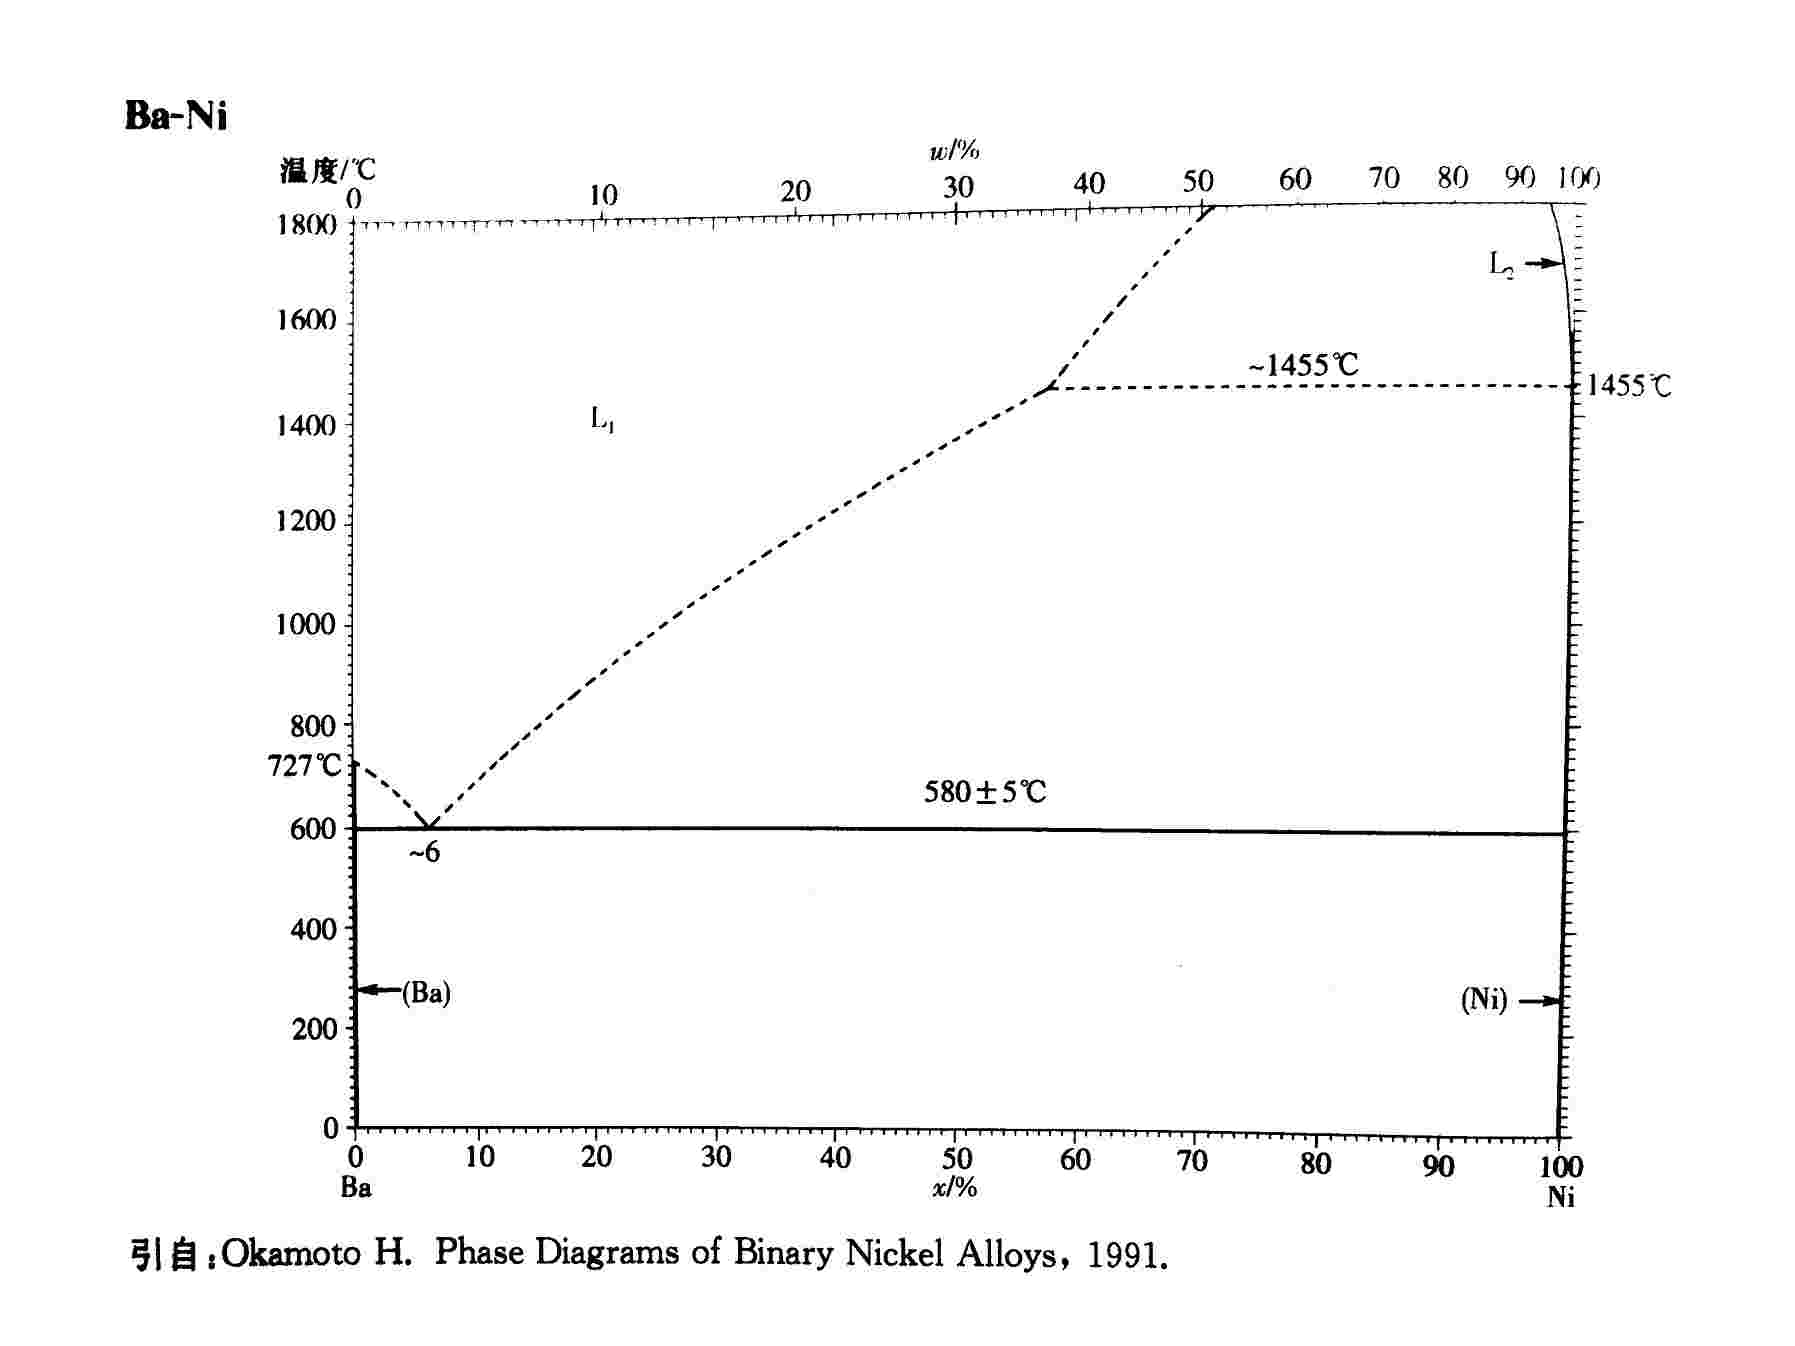 Ba-Ni
温度/℃
w/%
0 10 20 30 40 50 60 70 80 90 100
1800
L₂
1600
~1455℃
1455℃
1400
L₁
1200
1000
800
727℃
580±5℃
600
~6
400
(Ba)
(Ni)
200
0
0 10 20 30 40 50 60 70 80 90 100
Ba
x/%
Ni
引自:Okamoto H. Phase Diagrams of Binary Nickel Alloys, 1991.